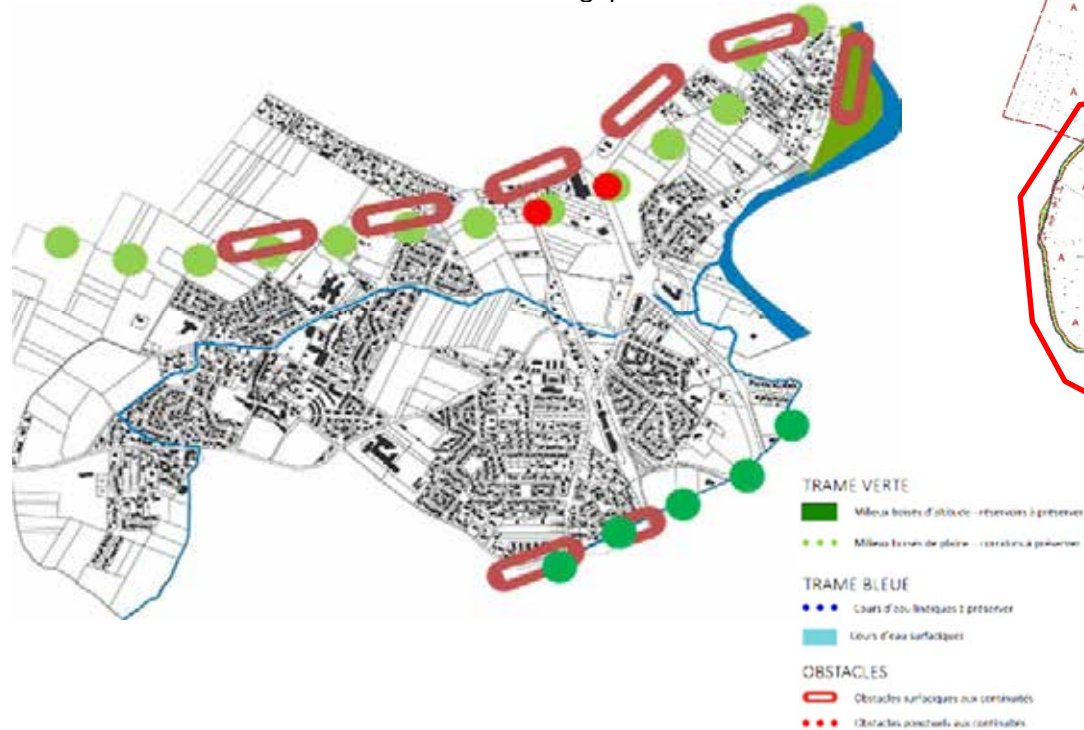 TRAME VERTE
Milieux boisés d'altitude - réservoirs à préserver
Milieux boisés de plaine - corridors à préserver
TRAME BLEUE
Cours d'eau linéiques à préserver
Cours d'eau surfaciques
OBSTACLES
Obstacles surfaciques aux continuités
Obstacles ponctuels aux continuités
A
A
A
A